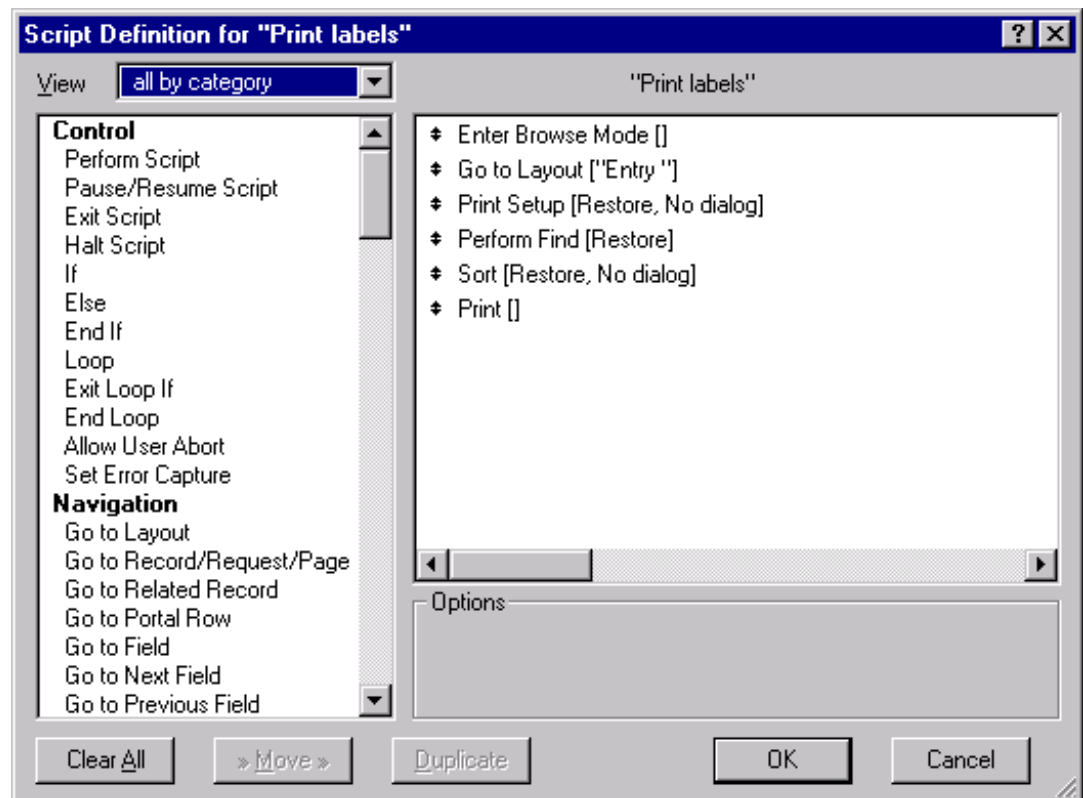 Script Definition for "Print labels"
View all by category "Print labels"
Control
Perform Script
Pause/Resume Script
Exit Script
Halt Script
If
Else
End If
Loop
Exit Loop If
End Loop
Allow User Abort
Set Error Capture
Navigation
Go to Layout
Go to Record/Request/Page
Go to Related Record
Go to Portal Row
Go to Field
Go to Next Field
Go to Previous Field
Enter Browse Mode []
Go to Layout ["Entry "]
Print Setup [Restore, No dialog]
Perform Find [Restore]
Sort [Restore, No dialog]
Print []
Options
Clear All » Move » Duplicate OK Cancel